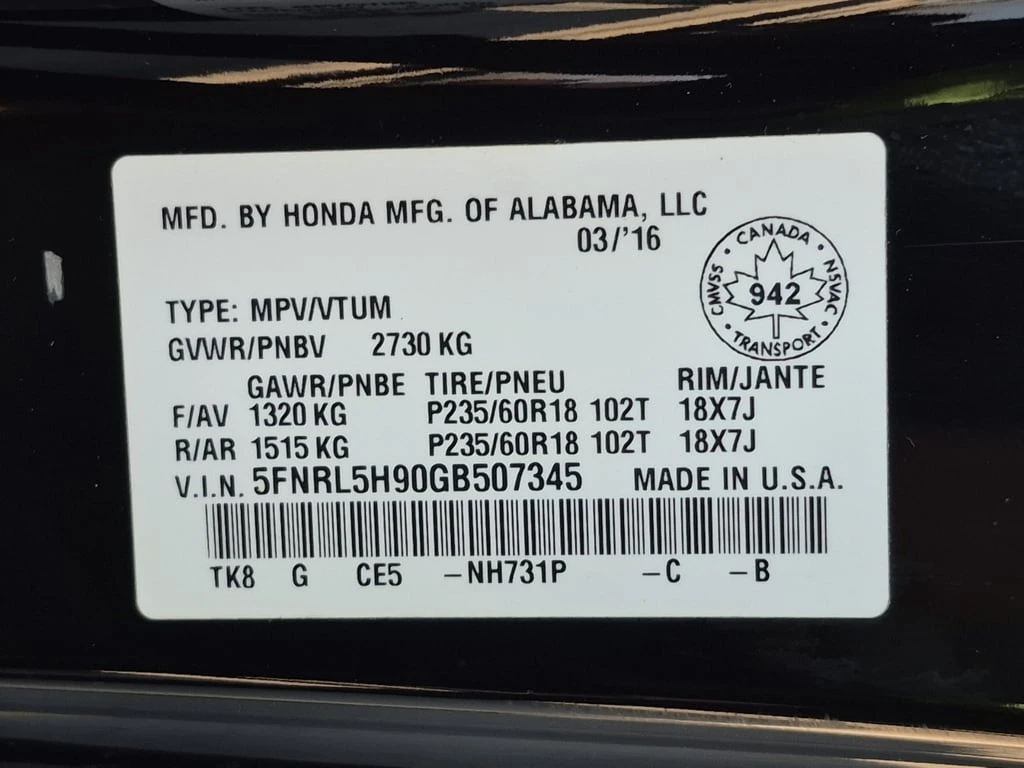 MFD. BY HONDA MFG. OF ALABAMA, LLC
03/'16
CANADA
CMVSS 942 NSVAC
TRANSPORT
TYPE: MPV/VTUM
GVWR/PNBV 2730 KG
GAWR/PNBE TIRE/PNEU RIM/JANTE
F/AV 1320 KG P235/60R18 102T 18X7J
R/AR 1515 KG P235/60R18 102T 18X7J
V.I.N. 5FNRL5H90GB507345 MADE IN U.S.A.
TK8 G CE5 -NH731P -C -B